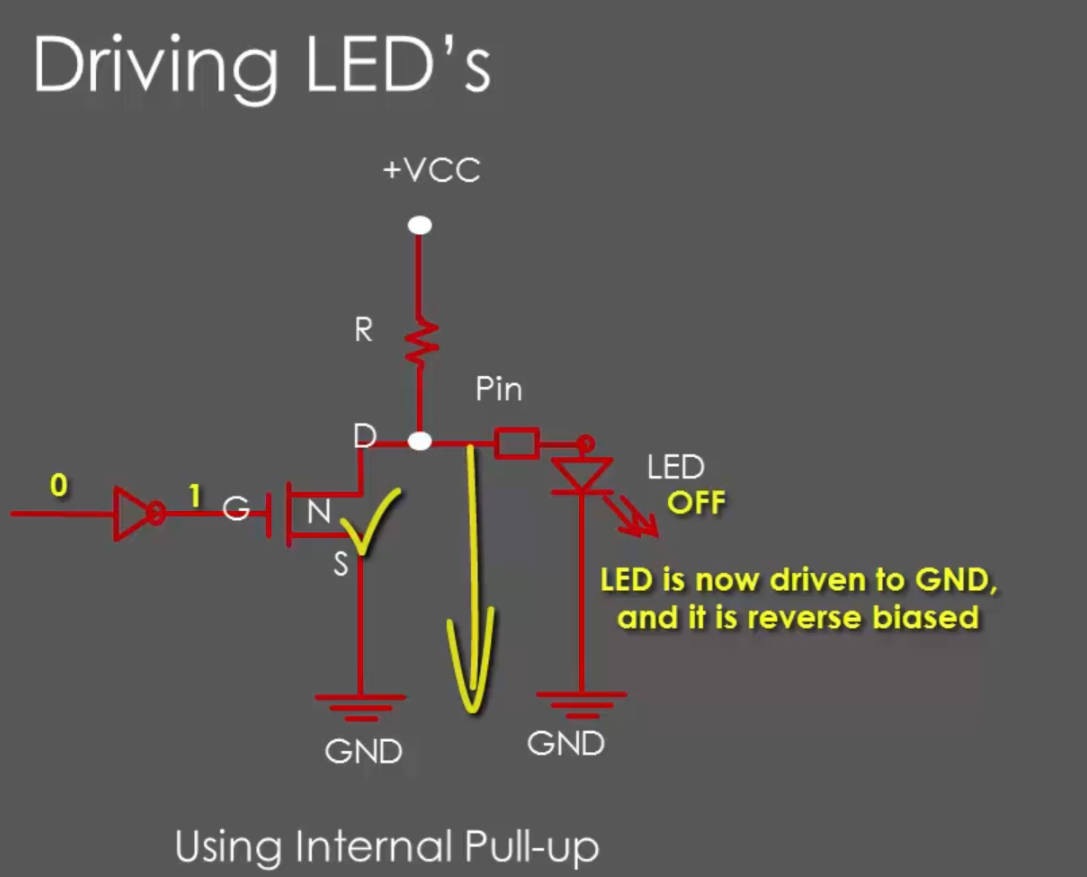 Driving LED's
+VCC
R
Pin
D
LED
OFF
0
1
G
N
S
LED is now driven to GND,
and it is reverse biased
GND
GND
Using Internal Pull-up